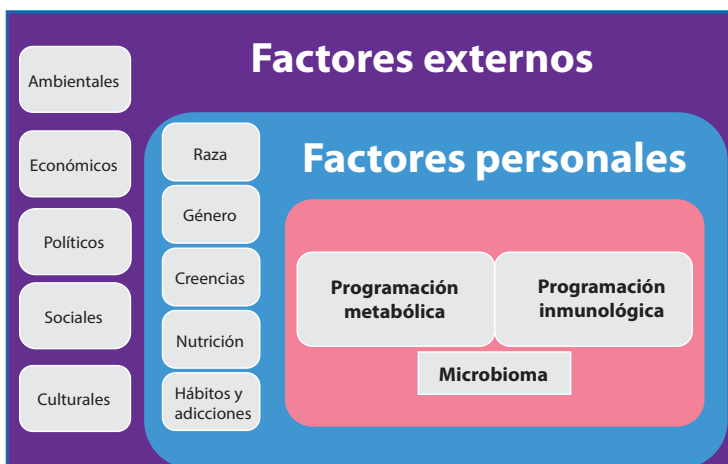 Factores externos
Ambientales
Económicos
Políticos
Sociales
Culturales
Factores personales
Raza
Género
Creencias
Nutrición
Hábitos y
adicciones
Programación
metabólica
Programación
inmunológica
Microbioma